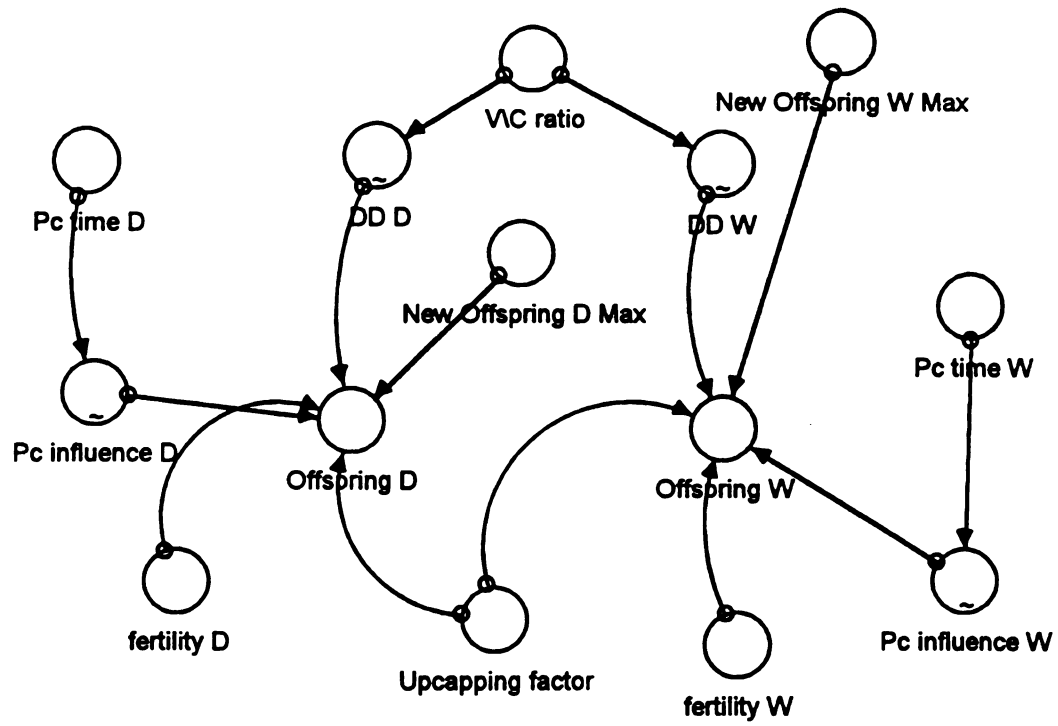 New Offspring W Max
V\C ratio
Pc time D
DD D
DD W
New Offspring D Max
Pc time W
Pc influence D
Offspring D
Offspring W
fertility D
Pc influence W
Upcapping factor
fertility W